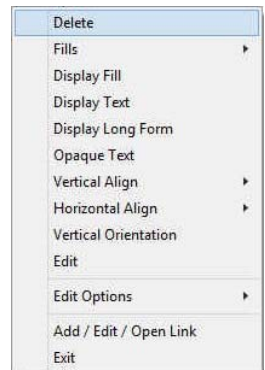 Delete
Fills
Display Fill
Display Text
Display Long Form
Opaque Text
Vertical Align
Horizontal Align
Vertical Orientation
Edit
Edit Options
Add / Edit / Open Link
Exit